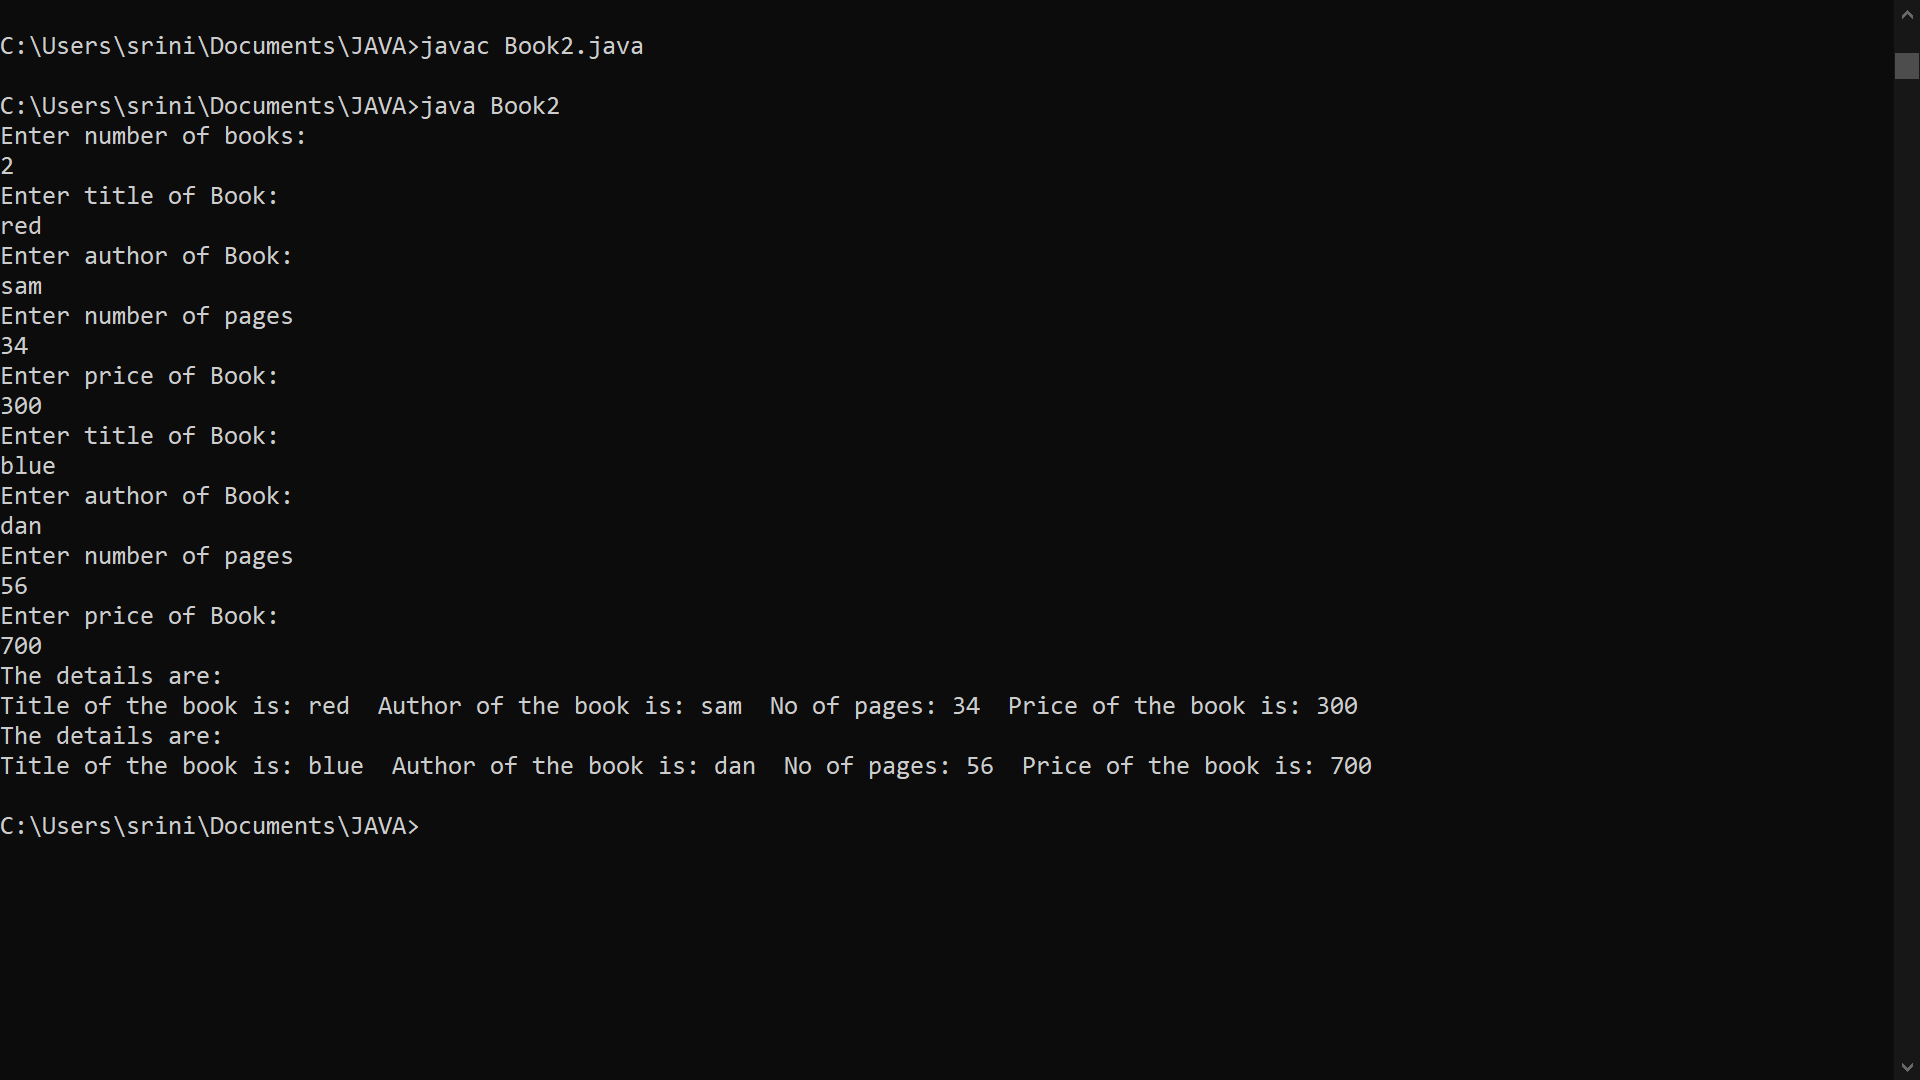 C:\Users\srini\Documents\JAVA>javac Book2.java
C:\Users\srini\Documents\JAVA>java Book2
Enter number of books:
2
Enter title of Book:
red
Enter author of Book:
sam
Enter number of pages
34
Enter price of Book:
300
Enter title of Book:
blue
Enter author of Book:
dan
Enter number of pages
56
Enter price of Book:
700
The details are:
Title of the book is: red  Author of the book is: sam  No of pages: 34  Price of the book is: 300
The details are:
Title of the book is: blue  Author of the book is: dan  No of pages: 56  Price of the book is: 700
C:\Users\srini\Documents\JAVA>